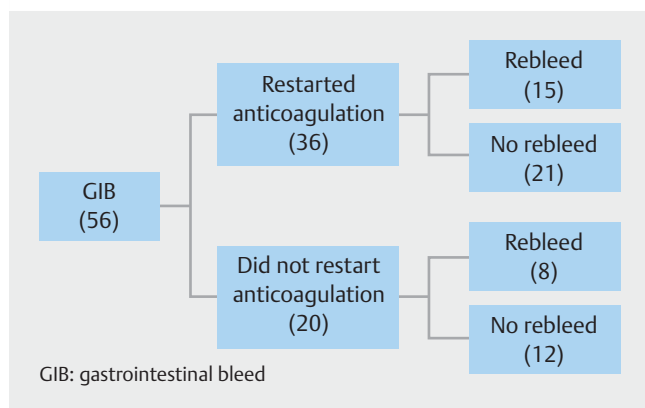 GIB
(56)
Restarted
anticoagulation
(36)
Rebleed
(15)
No rebleed
(21)
Did not restart
anticoagulation
(20)
Rebleed
(8)
No rebleed
(12)
GIB: gastrointestinal bleed